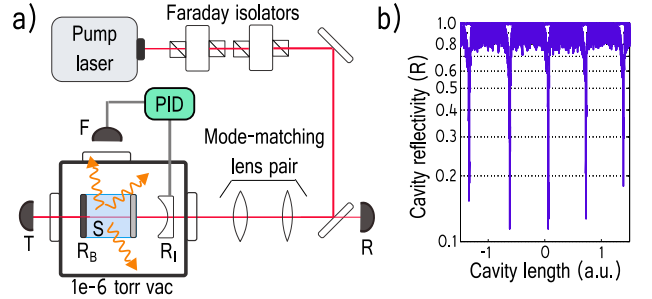 a)
Faraday isolators
Pump
laser
PID
F
Mode-matching
lens pair
T
S
R_B
R_I
R
1e-6 torr vac
b)
Cavity reflectivity (R)
1.0
0.8
0.6
0.5
0.4
0.3
0.2
0.1
-1
0
1
Cavity length (a.u.)